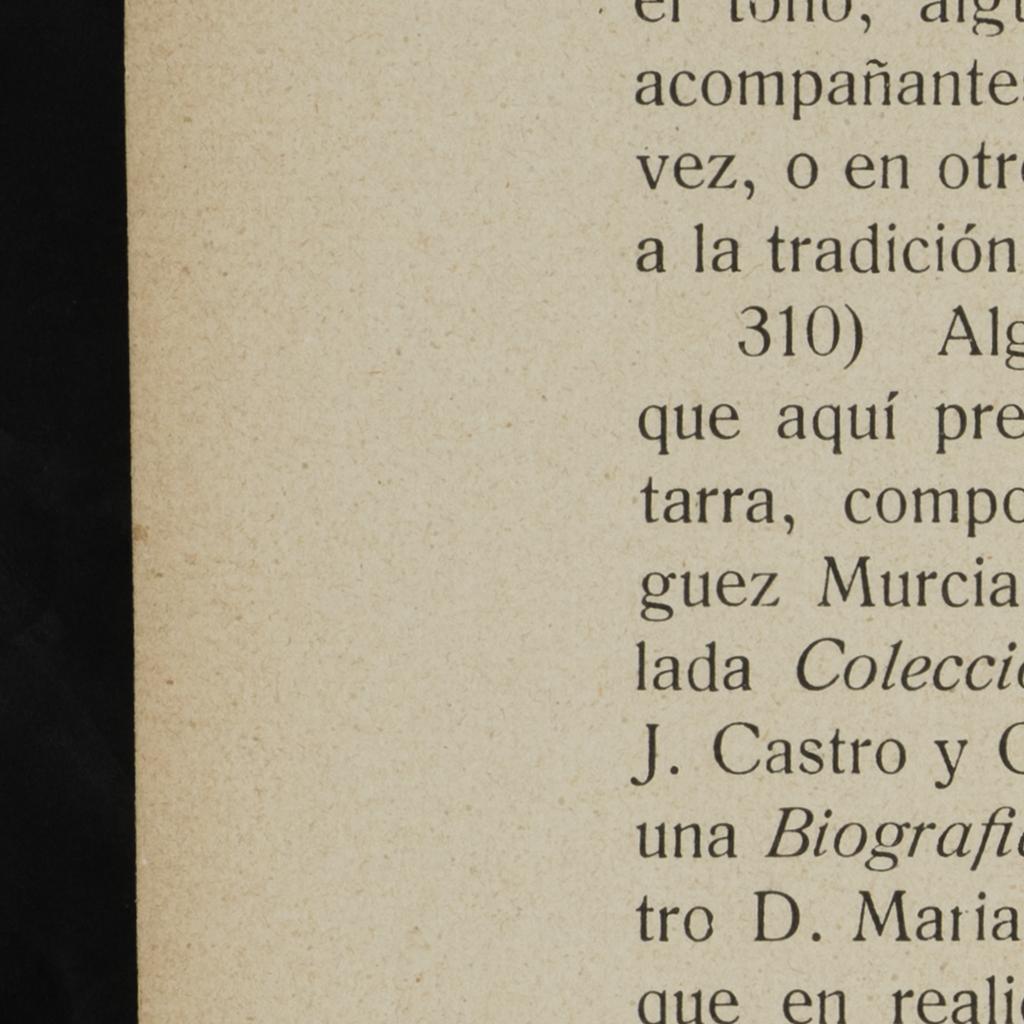 el tono, alg
acompañante
vez, o en otr
a la tradición
310) Alg
que aquí pre
tarra, compo
guez Murcia
lada Colecci
J. Castro y
una Biografi
tro D. Maria
que en reali